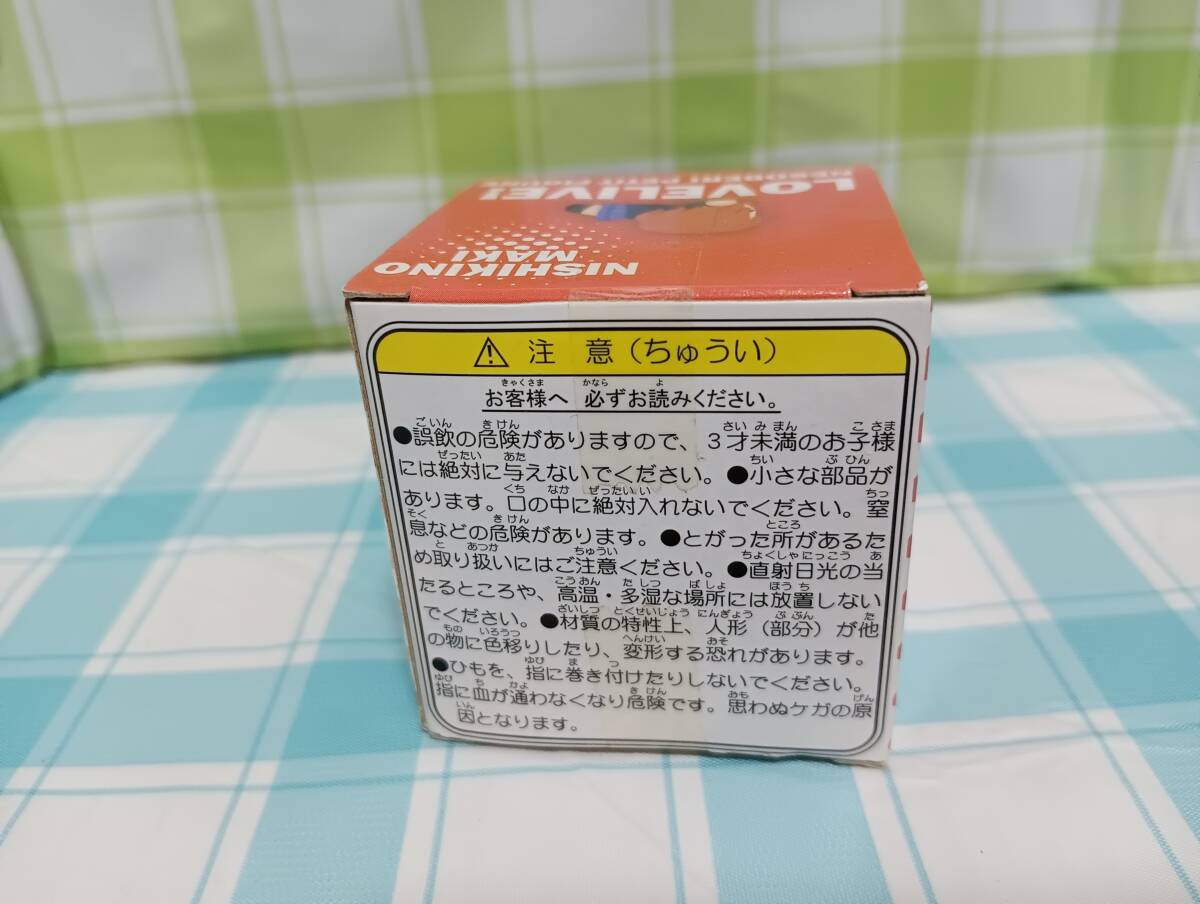 LOVELIVE!
NESOBERI PETIT FIGURE
NISHIKINO
MAKI
注 意（ちゅうい）
お客様へ 必ずお読みください。
●誤飲の危険がありますので、３才未満のお子様
には絶対に与えないでください。●小さな部品が
あります。口の中に絶対入れないでください。窒
息などの危険があります。●とがった所があるた
め取り扱いにはご注意ください。●直射日光の当
たるところや、高温・多湿な場所には放置しない
でください。●材質の特性上、人形（部分）が他
の物に色移りしたり、変形する恐れがあります。
●ひもを、指に巻き付けたりしないでください。
指に血が通わなくなり危険です。思わぬケガの原
因となります。